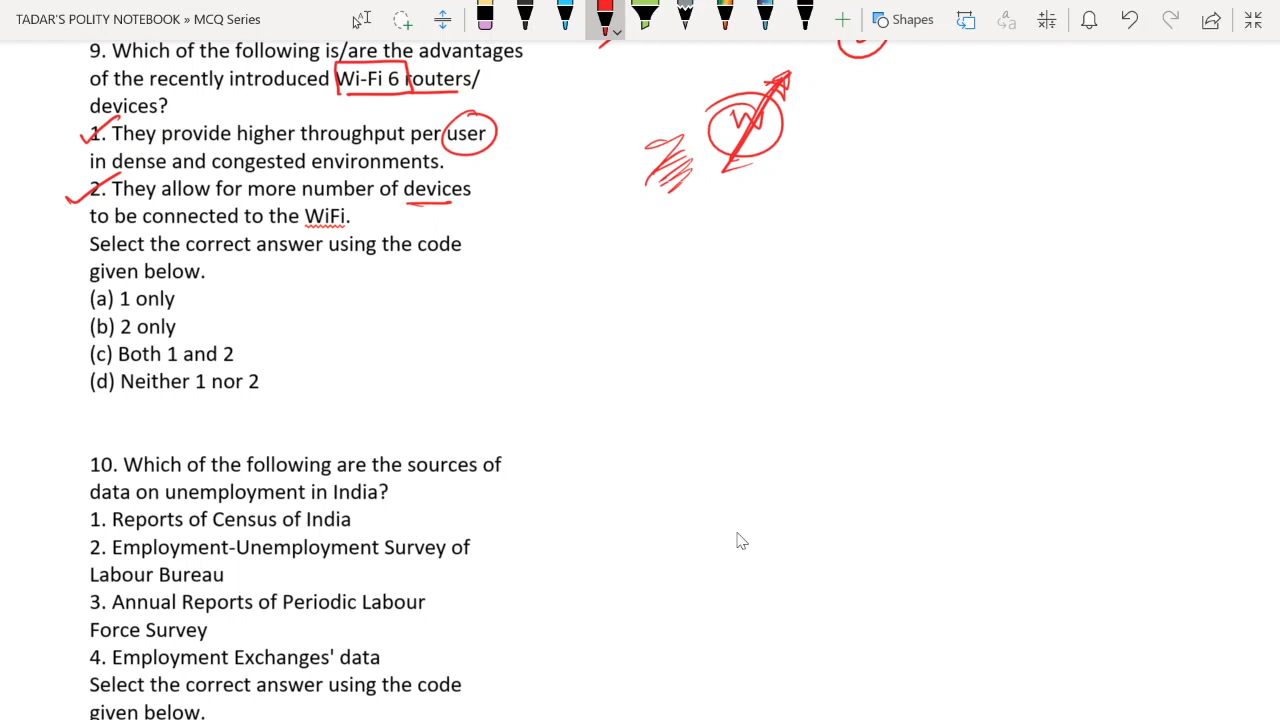 TADAR'S POLITY NOTEBOOK » MCQ Series
Shapes
9. Which of the following is/are the advantages
of the recently introduced Wi-Fi 6 routers/
devices?
1. They provide higher throughput per user
in dense and congested environments.
2. They allow for more number of devices
to be connected to the WiFi.
Select the correct answer using the code
given below.
(a) 1 only
(b) 2 only
(c) Both 1 and 2
(d) Neither 1 nor 2
W
10. Which of the following are the sources of
data on unemployment in India?
1. Reports of Census of India
2. Employment-Unemployment Survey of
Labour Bureau
3. Annual Reports of Periodic Labour
Force Survey
4. Employment Exchanges' data
Select the correct answer using the code
given below.